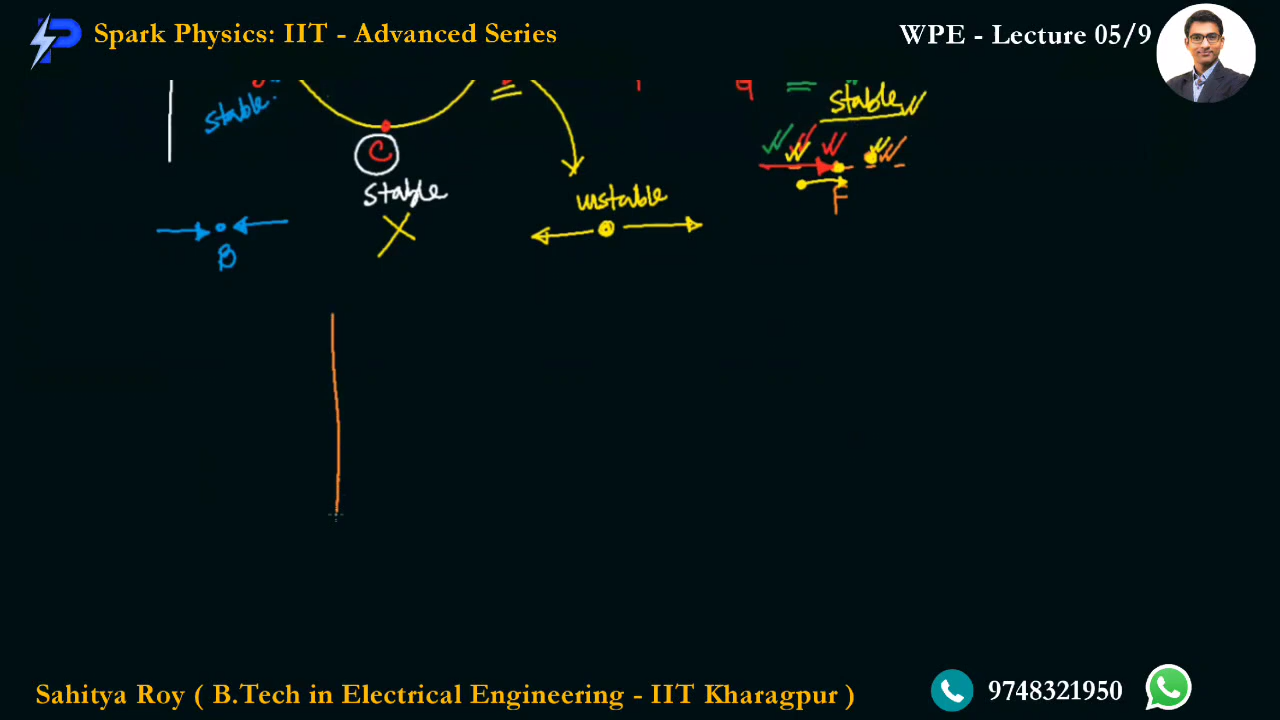 Spark Physics: IIT - Advanced Series
WPE - Lecture 05/9
stable.
q
stable
C
stable
unstable
F
B
Sahitya Roy ( B.Tech in Electrical Engineering - IIT Kharagpur )
9748321950